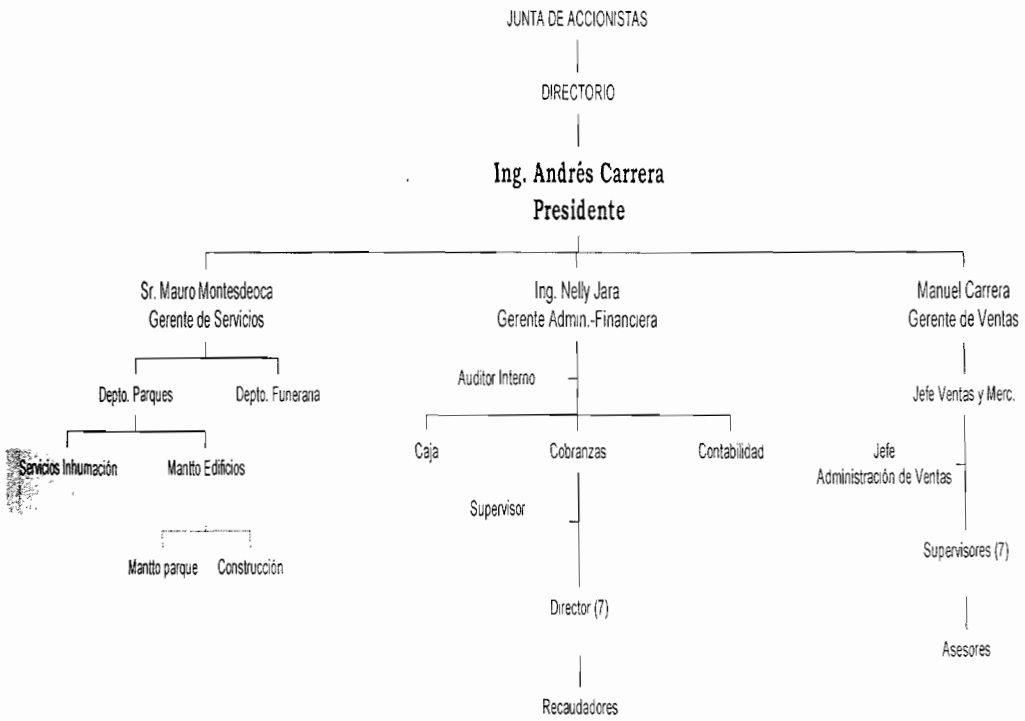 JUNTA DE ACCIONISTAS
DIRECTORIO
Ing. Andrés Carrera
Presidente
Sr. Mauro Montesdeoca
Gerente de Servicios
Ing. Nelly Jara
Gerente Admin.-Financiera
Manuel Carrera
Gerente de Ventas
Depto. Parques
Depto. Funeraria
Auditor Interno
Jefe Ventas y Merc.
Servicios Inhumación
Mantto Edificios
Caja
Cobranzas
Contabilidad
Jefe
Administración de Ventas
Supervisor
Mantto parque
Construcción
Supervisores (7)
Director (7)
Asesores
Recaudadores